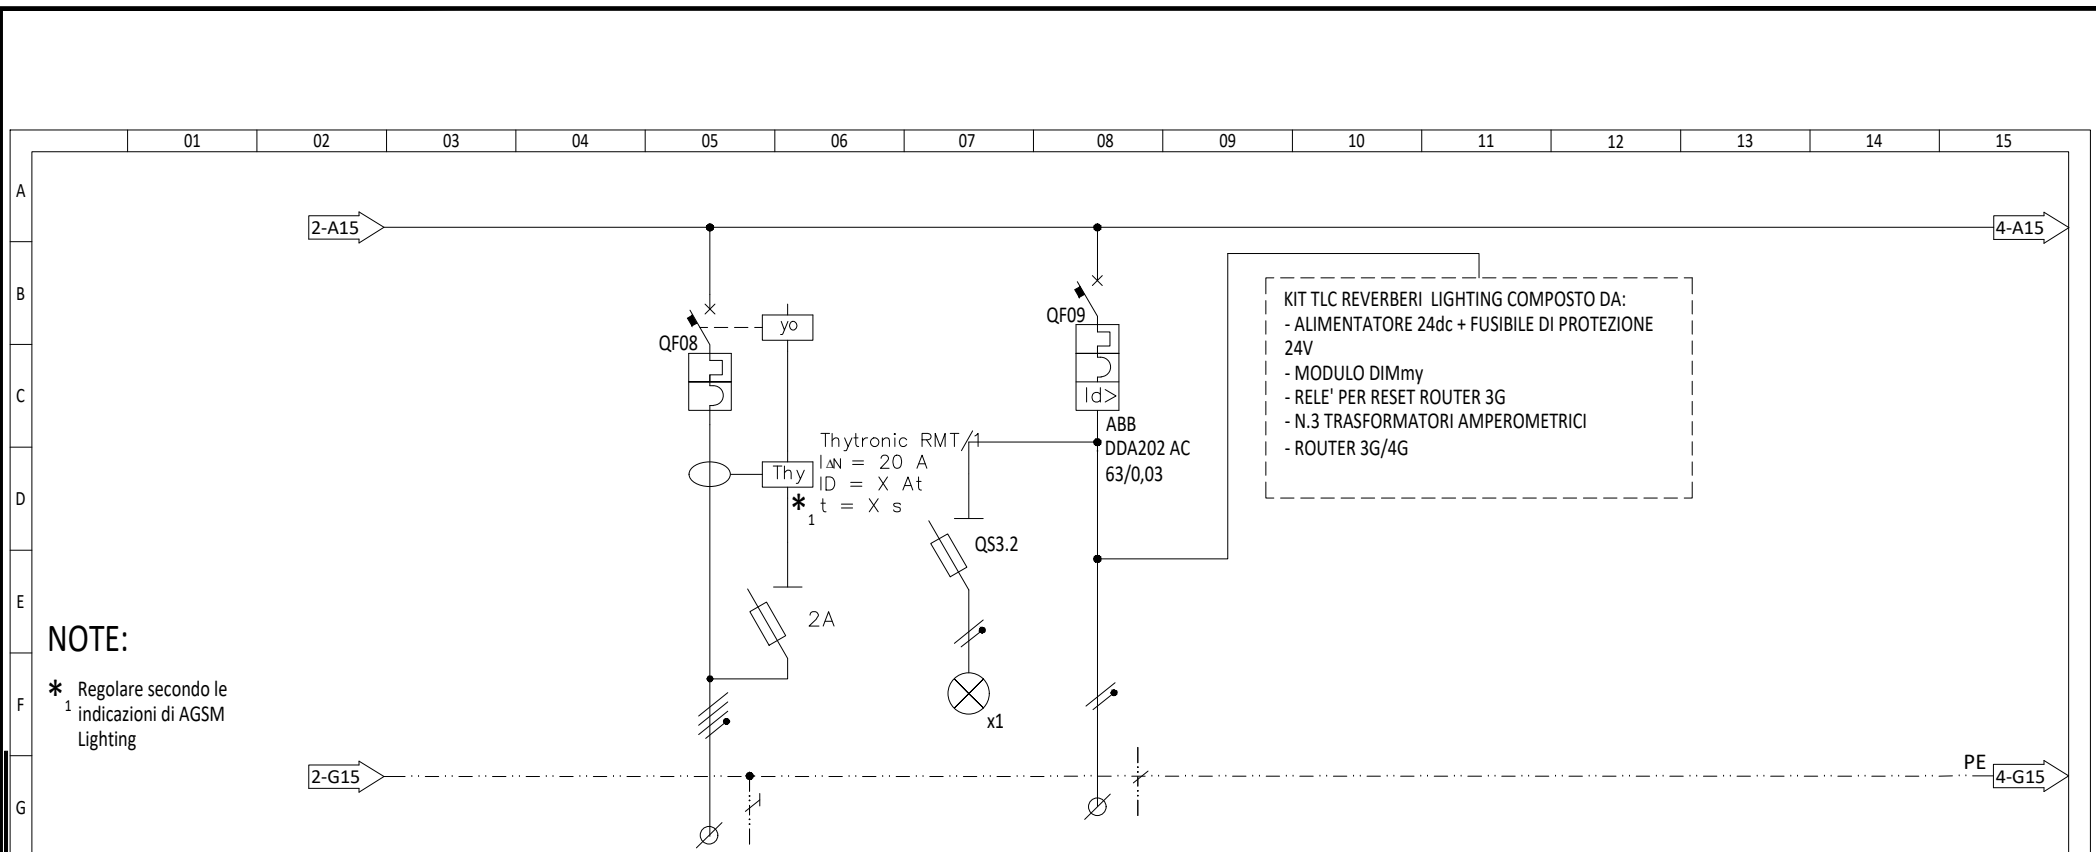 01 02 03 04 05 06 07 08 09 10 11 12 13 14 15
A
2-A15
4-A15
B
KIT TLC REVERBERI LIGHTING COMPOSTO DA:
- ALIMENTATORE 24dc + FUSIBILE DI PROTEZIONE
24V
- MODULO DIMmy
- RELE' PER RESET ROUTER 3G
- N.3 TRASFORMATORI AMPEROMETRICI
- ROUTER 3G/4G
QF09
yo
QF08
C
Id>
ABB
DDA202 AC
63/0,03
Thytronic RMT/1
IΔN = 20 A
ID = X At
t = X s
Thy
* 1
D
QS3.2
E
2A
NOTE:
* 1 Regolare secondo le
indicazioni di AGSM
Lighting
F
x1
2-G15
PE
4-G15
G